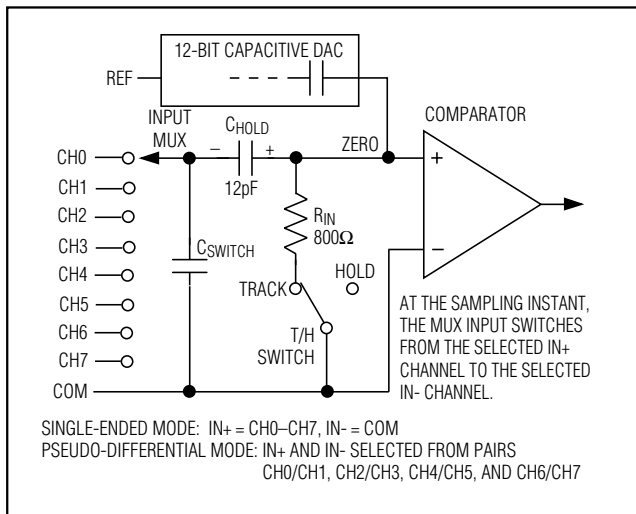 12-BIT CAPACITIVE DAC
REF
COMPARATOR
INPUT
MUX
CHOLD
− +
ZERO
+
12pF
CH0
CH1
CH2
CH3
CH4
CH5
CH6
CH7
COM
CSWITCH
RIN
800Ω
−
HOLD
TRACK
T/H
SWITCH
AT THE SAMPLING INSTANT,
THE MUX INPUT SWITCHES
FROM THE SELECTED IN+
CHANNEL TO THE SELECTED
IN- CHANNEL.
SINGLE-ENDED MODE: IN+ = CH0–CH7, IN- = COM
PSEUDO-DIFFERENTIAL MODE: IN+ AND IN- SELECTED FROM PAIRS
CH0/CH1, CH2/CH3, CH4/CH5, AND CH6/CH7